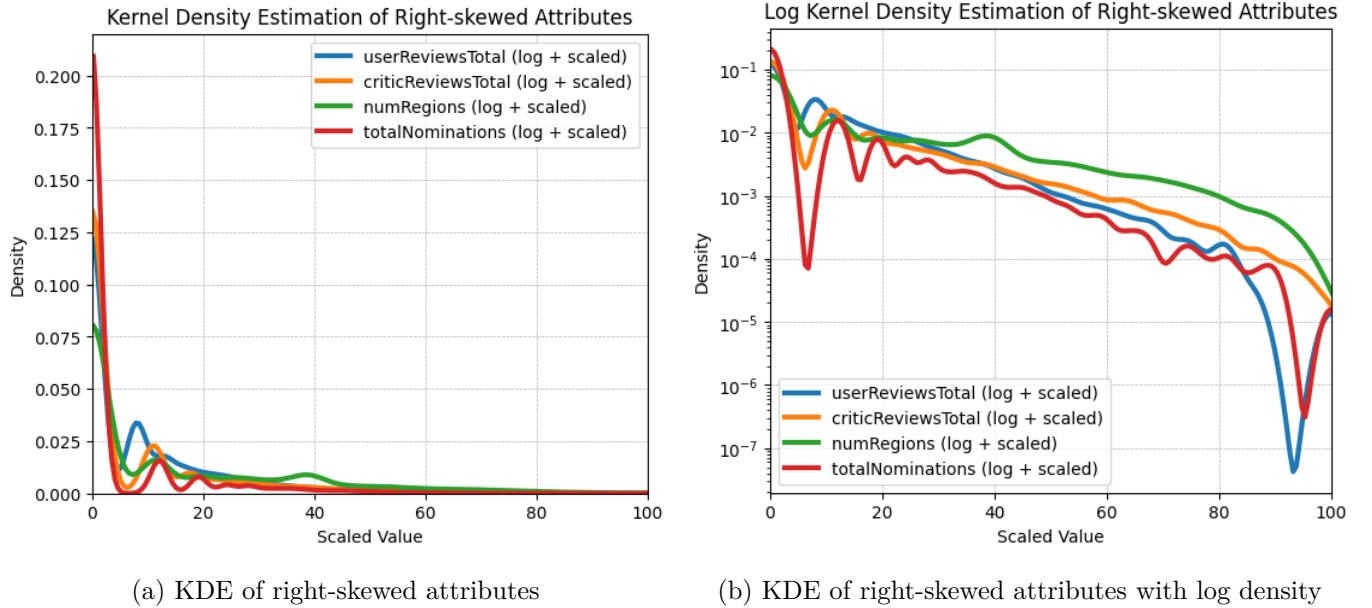 Kernel Density Estimation of Right-skewed Attributes
userReviewsTotal (log + scaled)
criticReviewsTotal (log + scaled)
numRegions (log + scaled)
totalNominations (log + scaled)
0.200
0.175
0.150
0.125
0.100
0.075
0.050
0.025
0.000
Density
0 20 40 60 80 100
Scaled Value
(a) KDE of right-skewed attributes
Log Kernel Density Estimation of Right-skewed Attributes
10⁻¹
10⁻²
10⁻³
10⁻⁴
10⁻⁵
10⁻⁶
10⁻⁷
Density
userReviewsTotal (log + scaled)
criticReviewsTotal (log + scaled)
numRegions (log + scaled)
totalNominations (log + scaled)
0 20 40 60 80 100
Scaled Value
(b) KDE of right-skewed attributes with log density